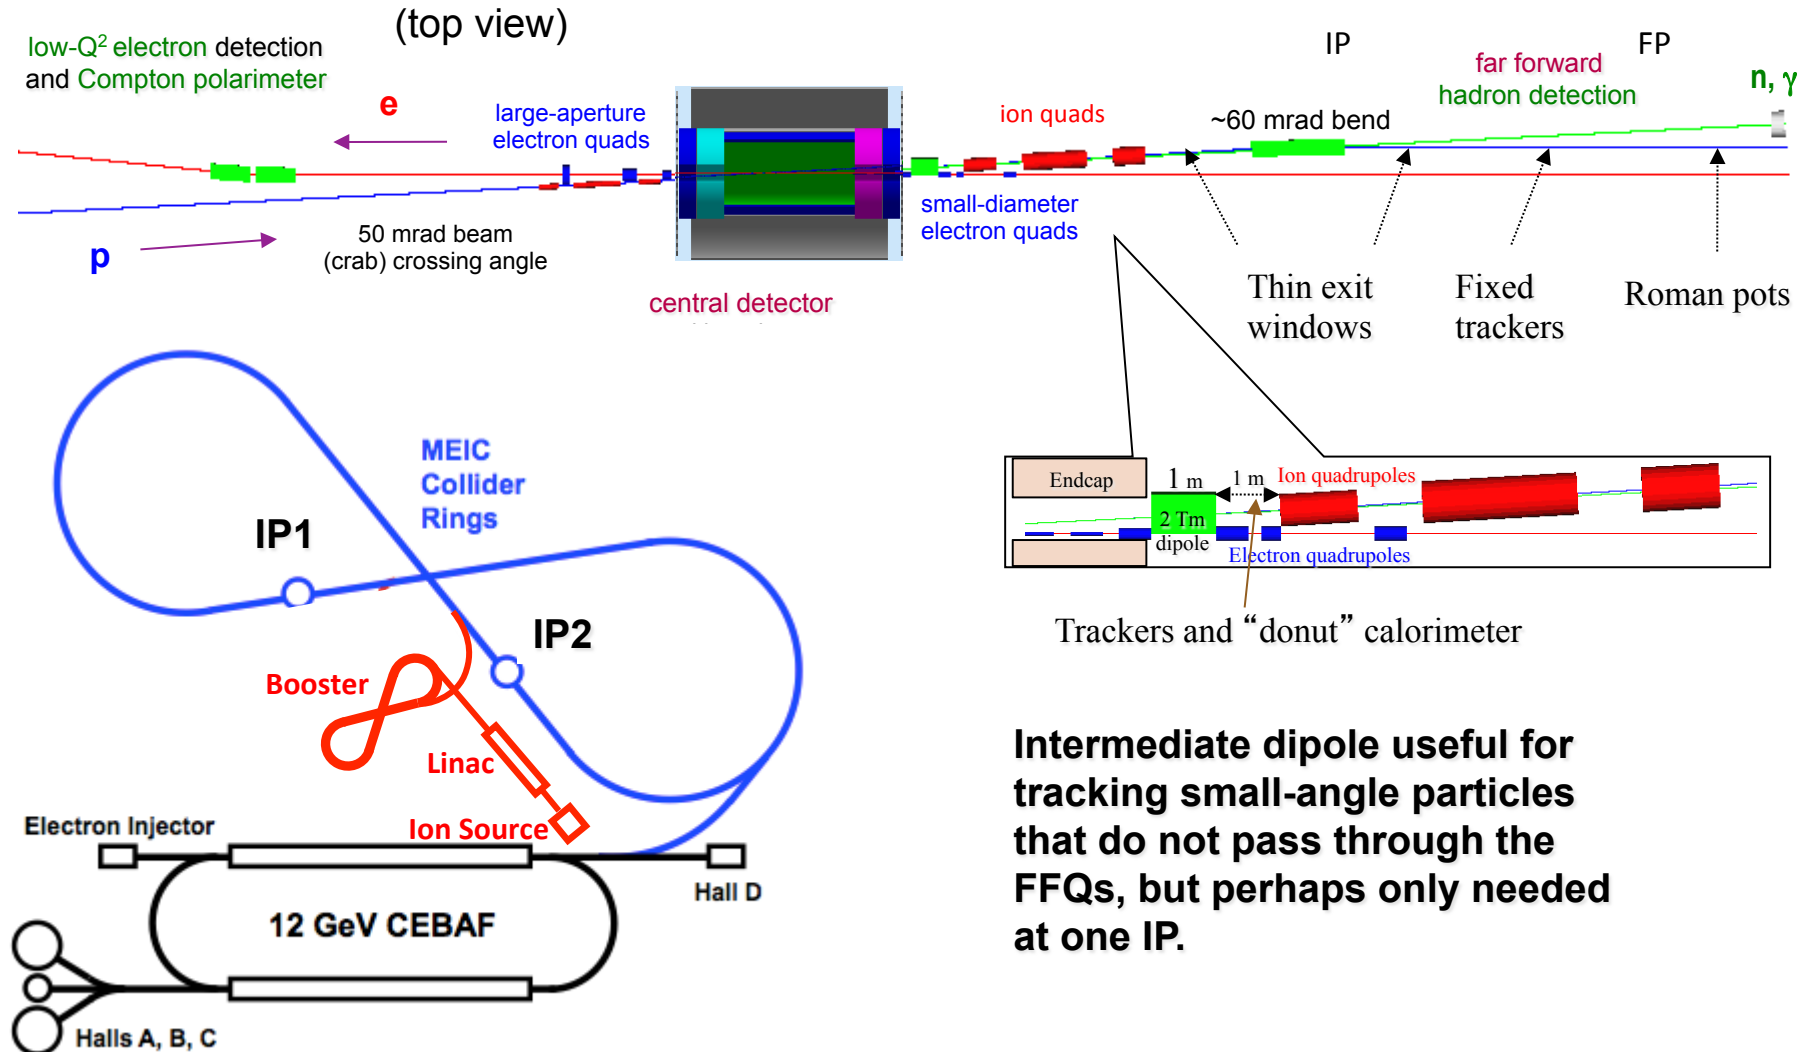 (top view)
low-Q² electron detection
and Compton polarimeter
e
large-aperture
electron quads
ion quads
~60 mrad bend
IP
FP
far forward
hadron detection
n, γ
p
50 mrad beam
(crab) crossing angle
central detector
small-diameter
electron quads
Thin exit
windows
Fixed
trackers
Roman pots
MEIC
Collider
Rings
IP1
IP2
Booster
Linac
Ion Source
Electron Injector
Hall D
12 GeV CEBAF
Halls A, B, C
Endcap
1 m
1 m
Ion quadrupoles
2 Tm
dipole
Electron quadrupoles
Trackers and “donut” calorimeter
Intermediate dipole useful for
tracking small-angle particles
that do not pass through the
FFQs, but perhaps only needed
at one IP.